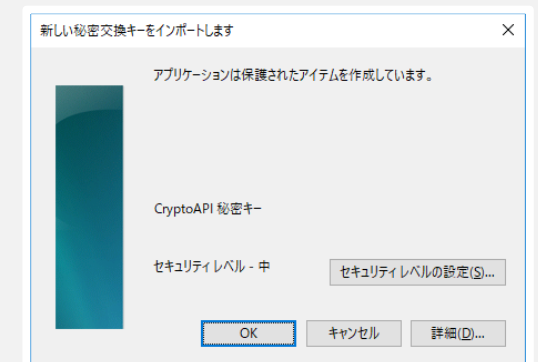 新しい秘密交換キーをインポートします
アプリケーションは保護されたアイテムを作成しています。
CryptoAPI 秘密キー
セキュリティ レベル - 中
セキュリティ レベルの設定(S)...
OK
キャンセル
詳細(D)...